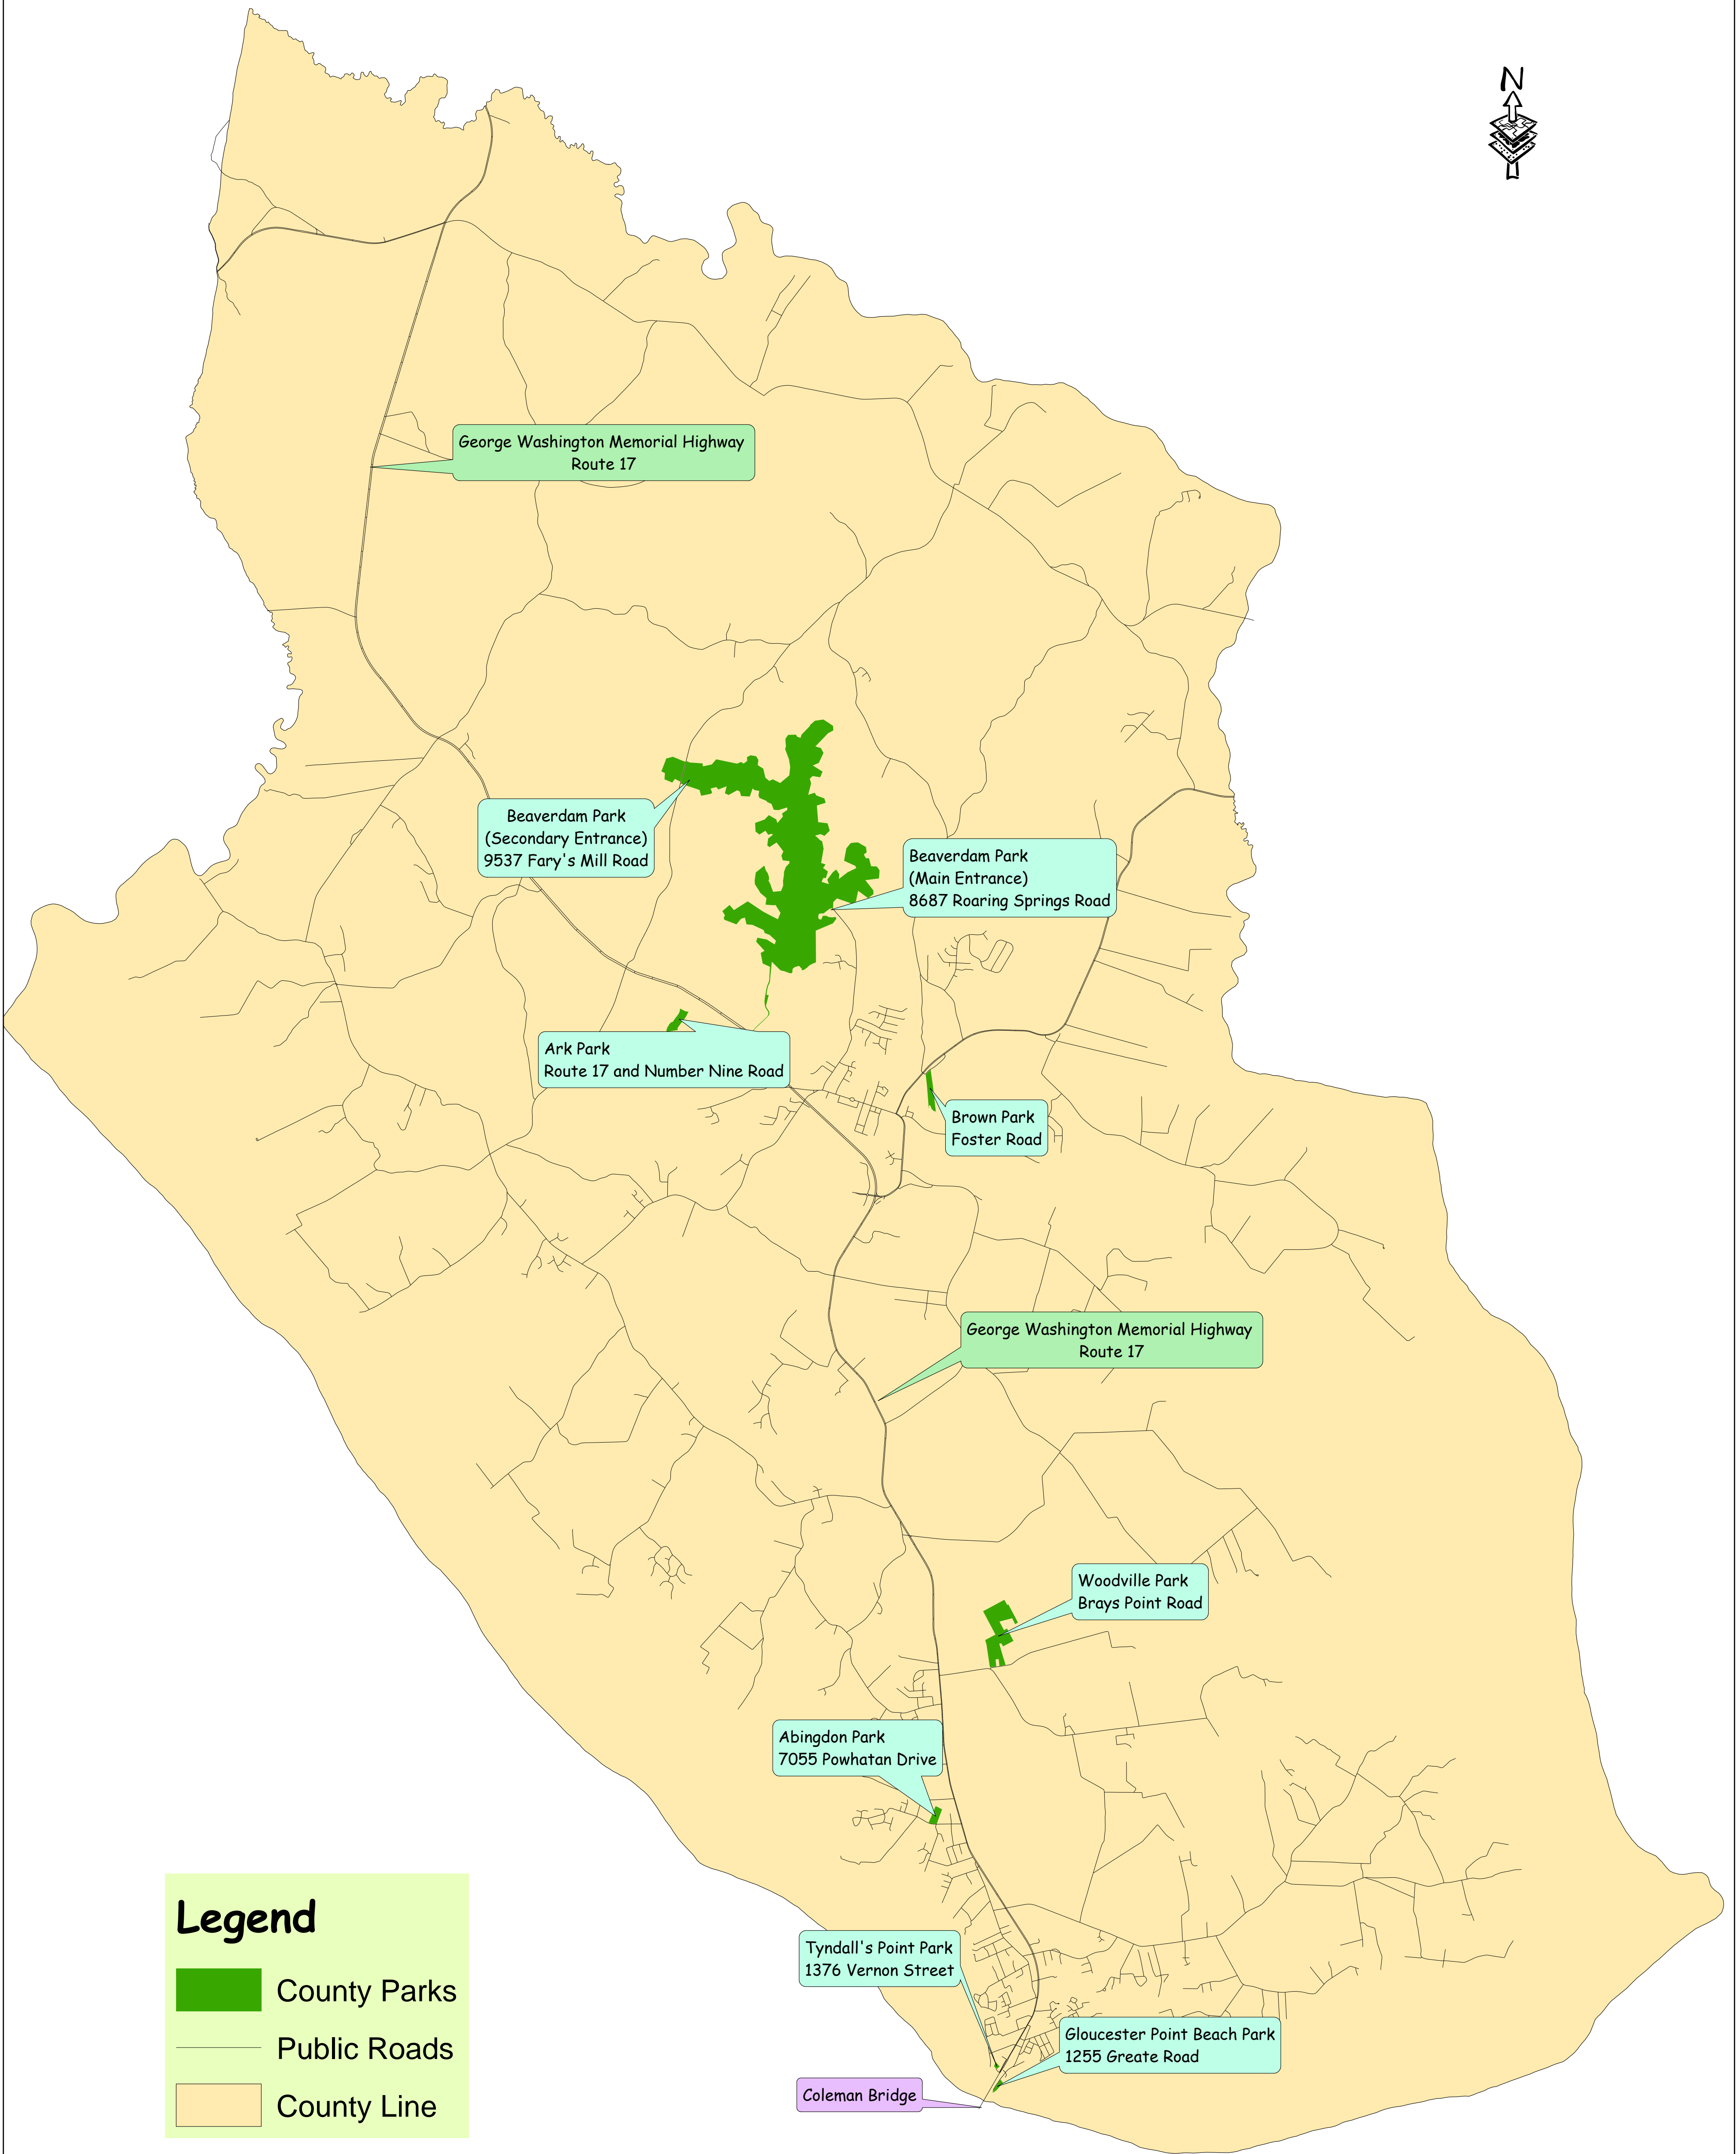 N
George Washington Memorial Highway
Route 17
Beaverdam Park
(Secondary Entrance)
9537 Fary's Mill Road
Beaverdam Park
(Main Entrance)
8687 Roaring Springs Road
Ark Park
Route 17 and Number Nine Road
Brown Park
Foster Road
George Washington Memorial Highway
Route 17
Woodville Park
Brays Point Road
Abingdon Park
7055 Powhatan Drive
Tyndall's Point Park
1376 Vernon Street
Gloucester Point Beach Park
1255 Greate Road
Coleman Bridge
Legend
County Parks
Public Roads
County Line